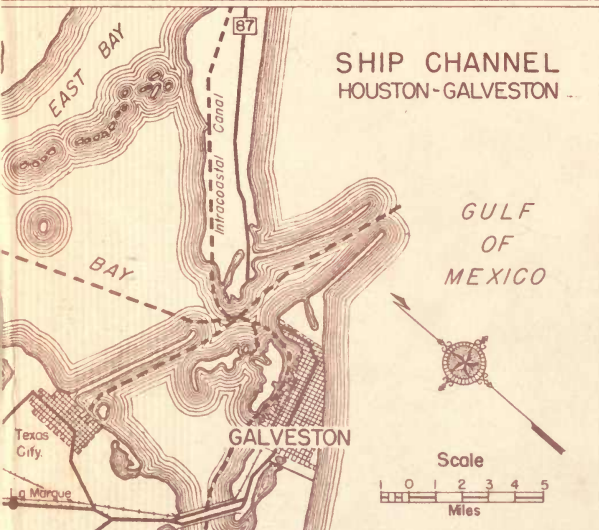 87
SHIP CHANNEL
HOUSTON-GALVESTON
EAST BAY
Intracoastal Canal
GULF
OF
MEXICO
BAY
GALVESTON
Texas
City.
La Marque
Scale
1 0 1 2 3 4 5
Miles